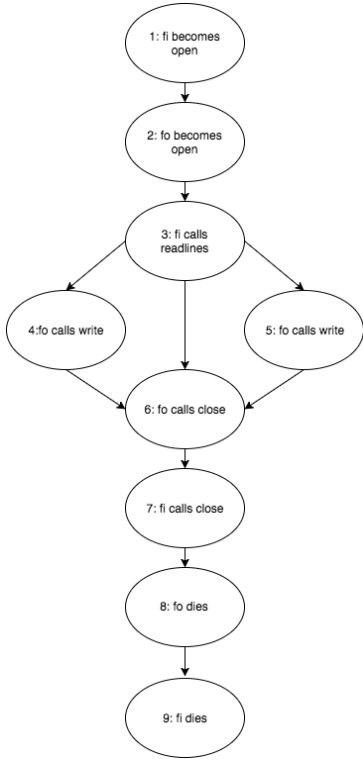 1: fi becomes
open
2: fo becomes
open
3: fi calls
readlines
4:fo calls write
5: fo calls write
6: fo calls close
7: fi calls close
8: fo dies
9: fi dies